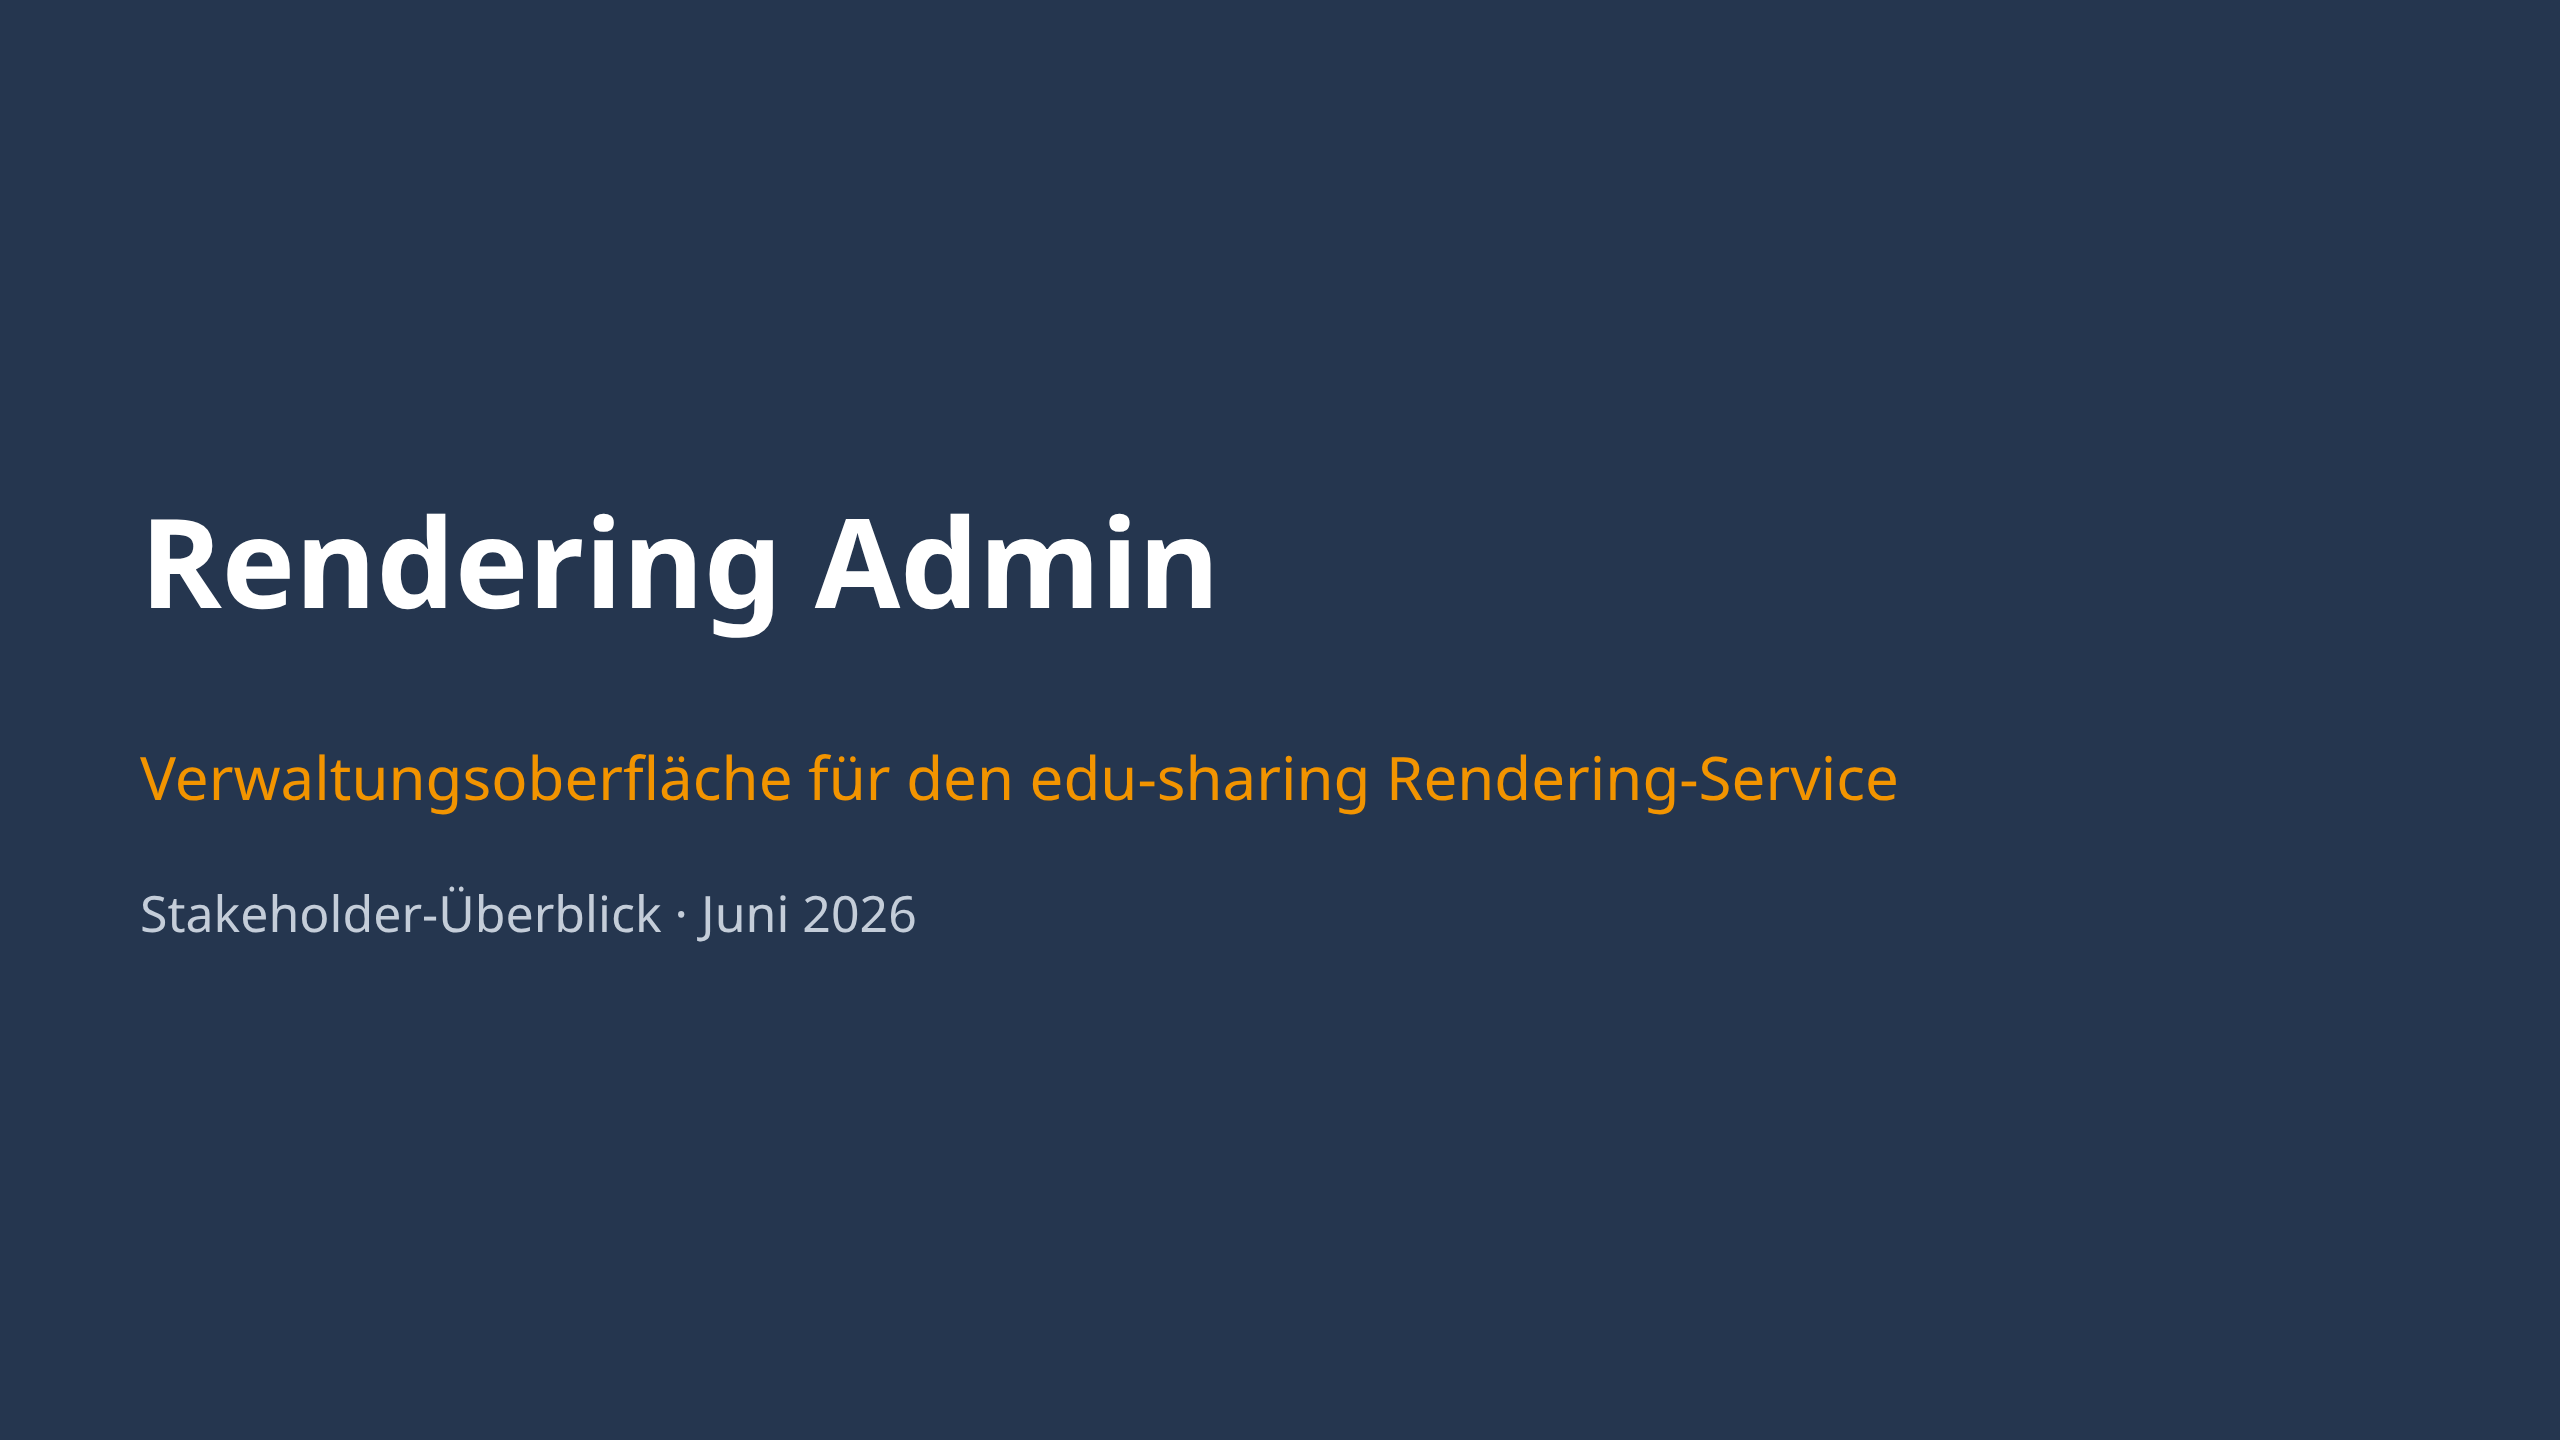 Rendering Admin
Verwaltungsoberfläche für den edu-sharing Rendering-Service
Stakeholder-Überblick · Juni 2026